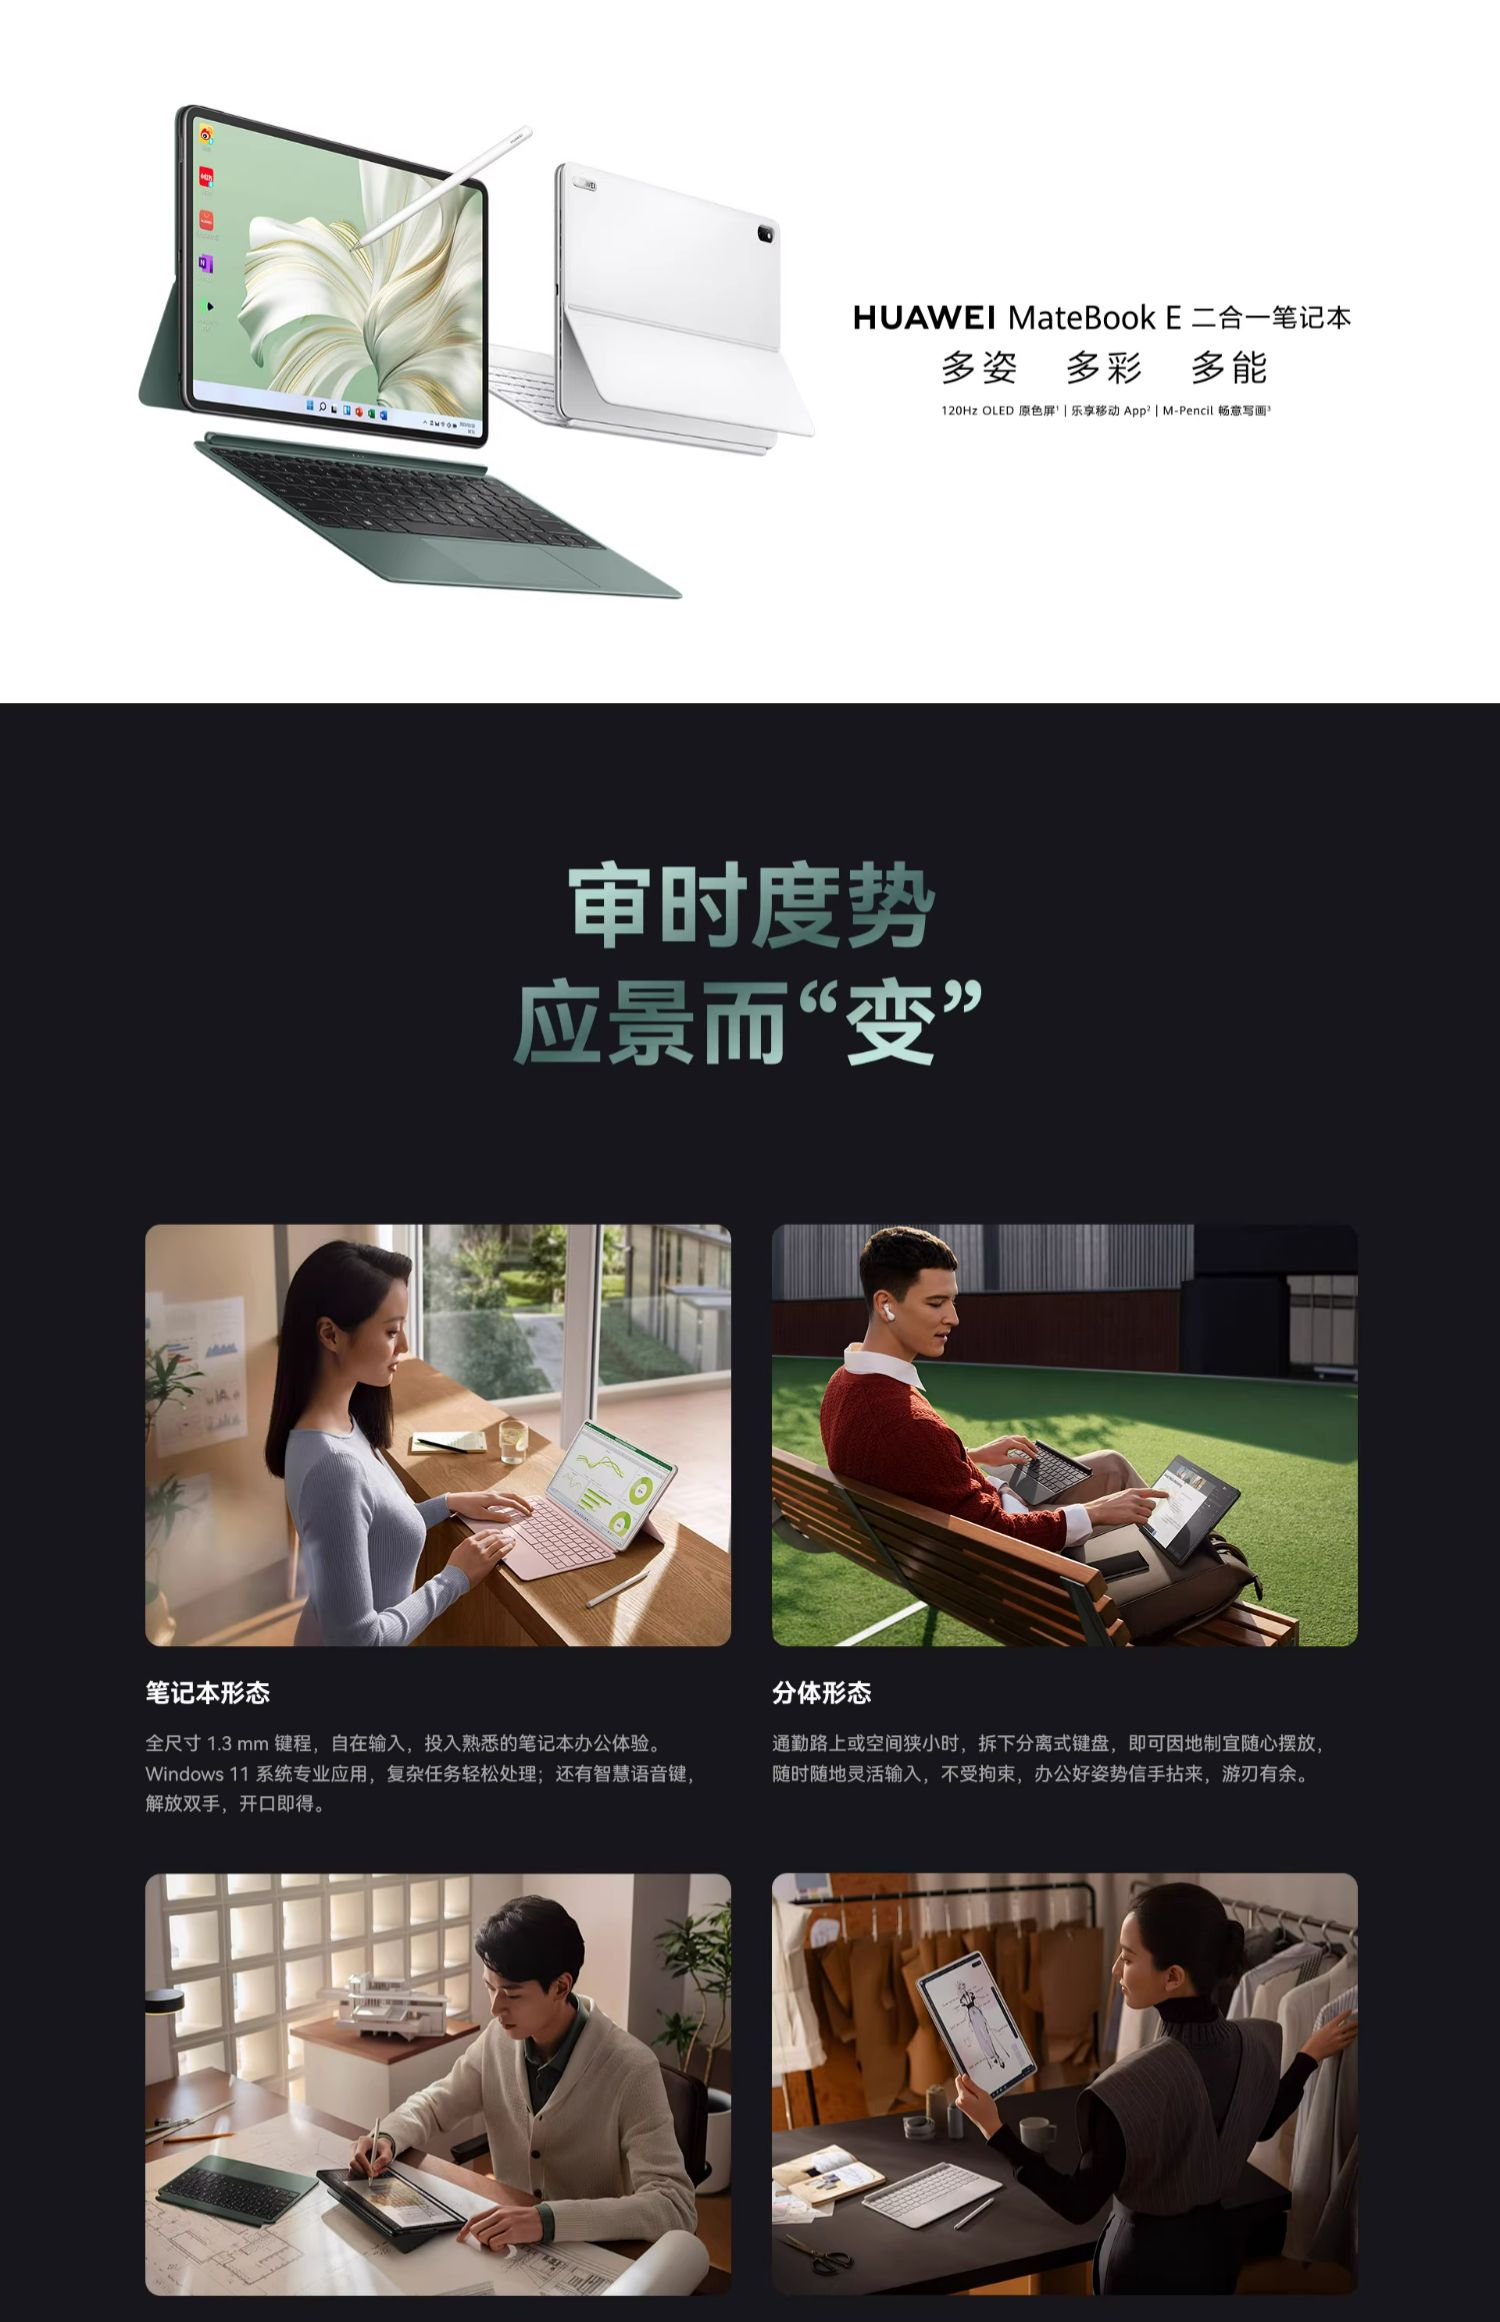 HUAWEI MateBook E 二合一笔记本
多姿 多彩 多能
120Hz OLED 原色屏¹ | 乐享移动 App² | M-Pencil 畅意写画³
审时度势
应景而“变”
笔记本形态
全尺寸 1.3 mm 键程，自在输入，投入熟悉的笔记本办公体验。
Windows 11 系统专业应用，复杂任务轻松处理；还有智慧语音键，
解放双手，开口即得。
分体形态
通勤路上或空间狭小时，拆下分离式键盘，即可因地制宜随心摆放，
随时随地灵活输入，不受拘束，办公好姿势信手拈来，游刃有余。